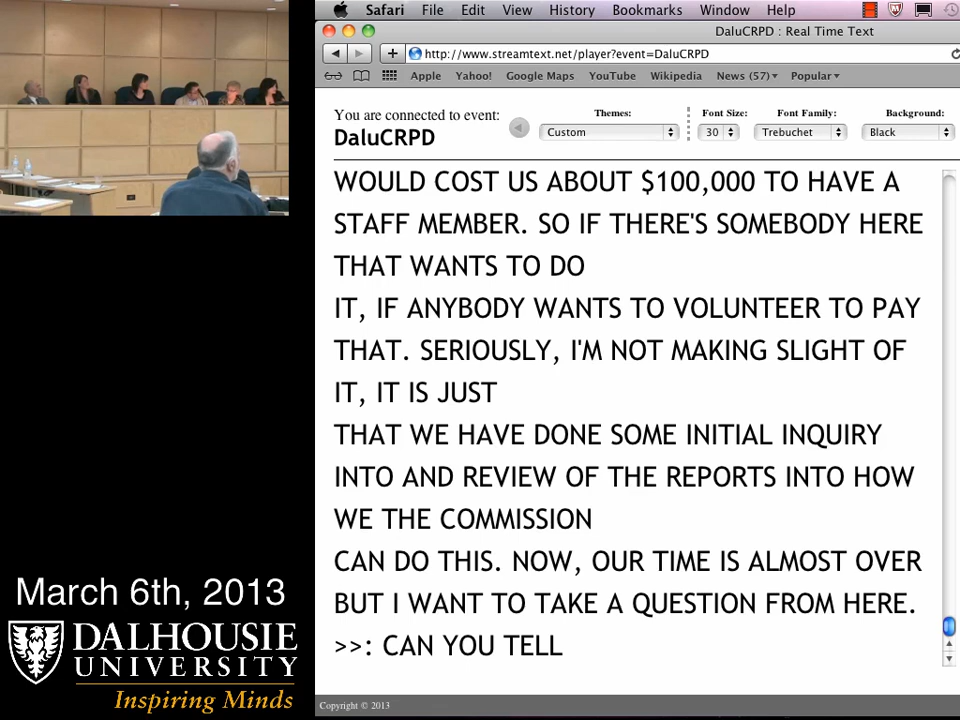 Safari File Edit View History Bookmarks Window Help
DaluCRPD : Real Time Text
http://www.streamtext.net/player?event=DaluCRPD
Apple Yahoo! Google Maps YouTube Wikipedia News (57)▾ Popular▾
You are connected to event:
DaluCRPD
Themes: Font Size: Font Family: Background:
Custom 30 Trebuchet Black
WOULD COST US ABOUT $100,000 TO HAVE A
STAFF MEMBER. SO IF THERE'S SOMEBODY HERE
THAT WANTS TO DO
IT, IF ANYBODY WANTS TO VOLUNTEER TO PAY
THAT. SERIOUSLY, I'M NOT MAKING SLIGHT OF
IT, IT IS JUST
THAT WE HAVE DONE SOME INITIAL INQUIRY
INTO AND REVIEW OF THE REPORTS INTO HOW
WE THE COMMISSION
CAN DO THIS. NOW, OUR TIME IS ALMOST OVER
BUT I WANT TO TAKE A QUESTION FROM HERE.
>>: CAN YOU TELL
Copyright © 2013
March 6th, 2013
DALHOUSIE
UNIVERSITY
Inspiring Minds